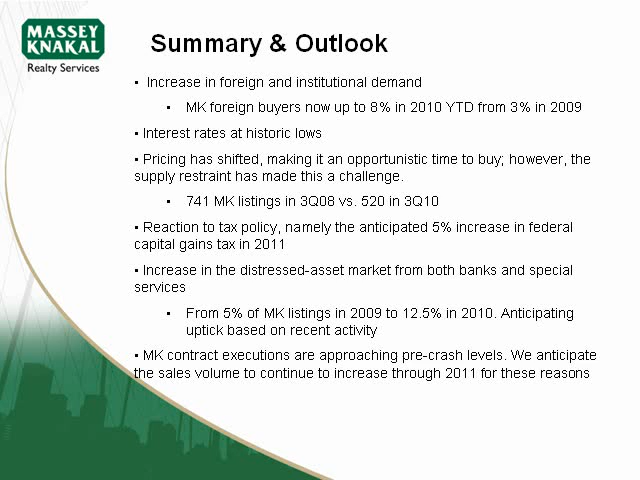 MASSEY
KNAKAL
Realty Services
Summary & Outlook
▪ Increase in foreign and institutional demand
▪ MK foreign buyers now up to 8% in 2010 YTD from 3% in 2009
▪ Interest rates at historic lows
▪ Pricing has shifted, making it an opportunistic time to buy; however, the
supply restraint has made this a challenge.
▪ 741 MK listings in 3Q08 vs. 520 in 3Q10
▪ Reaction to tax policy, namely the anticipated 5% increase in federal
capital gains tax in 2011
▪ Increase in the distressed-asset market from both banks and special
services
▪ From 5% of MK listings in 2009 to 12.5% in 2010. Anticipating
uptick based on recent activity
▪ MK contract executions are approaching pre-crash levels. We anticipate
the sales volume to continue to increase through 2011 for these reasons